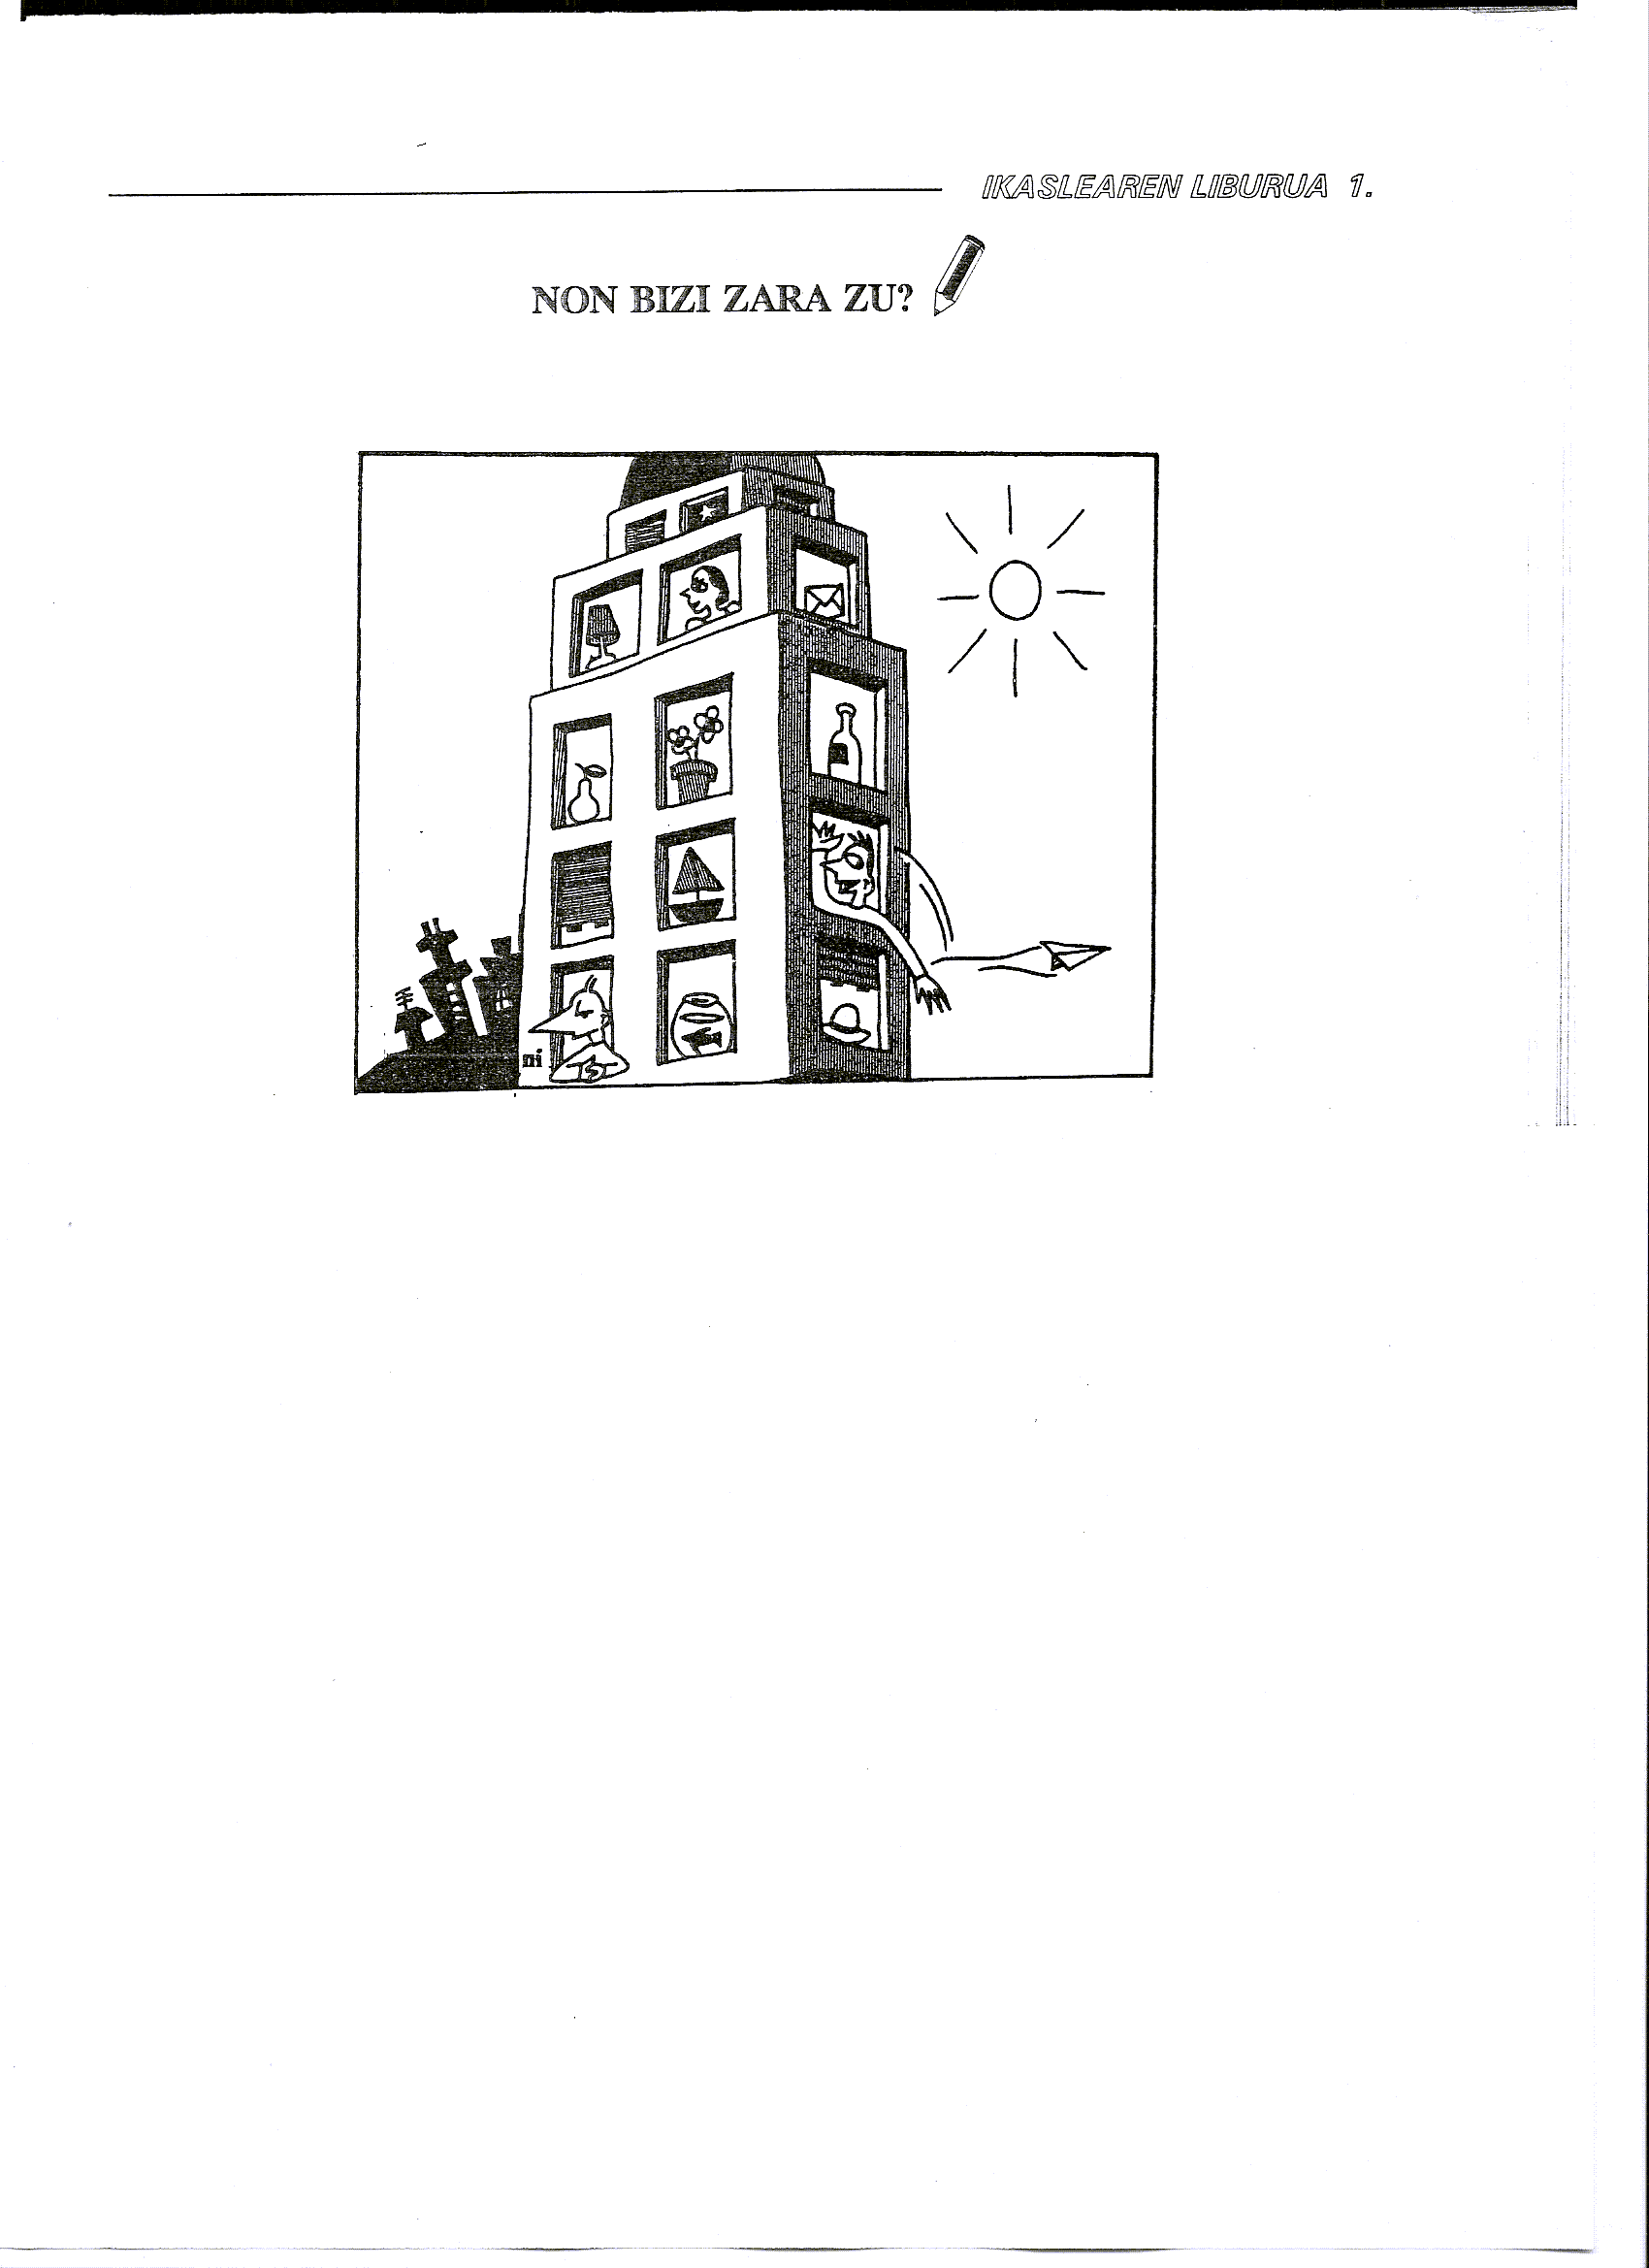 IKASLEAREN LIBURUA 1.
NON BIZI ZARA ZU?
ni